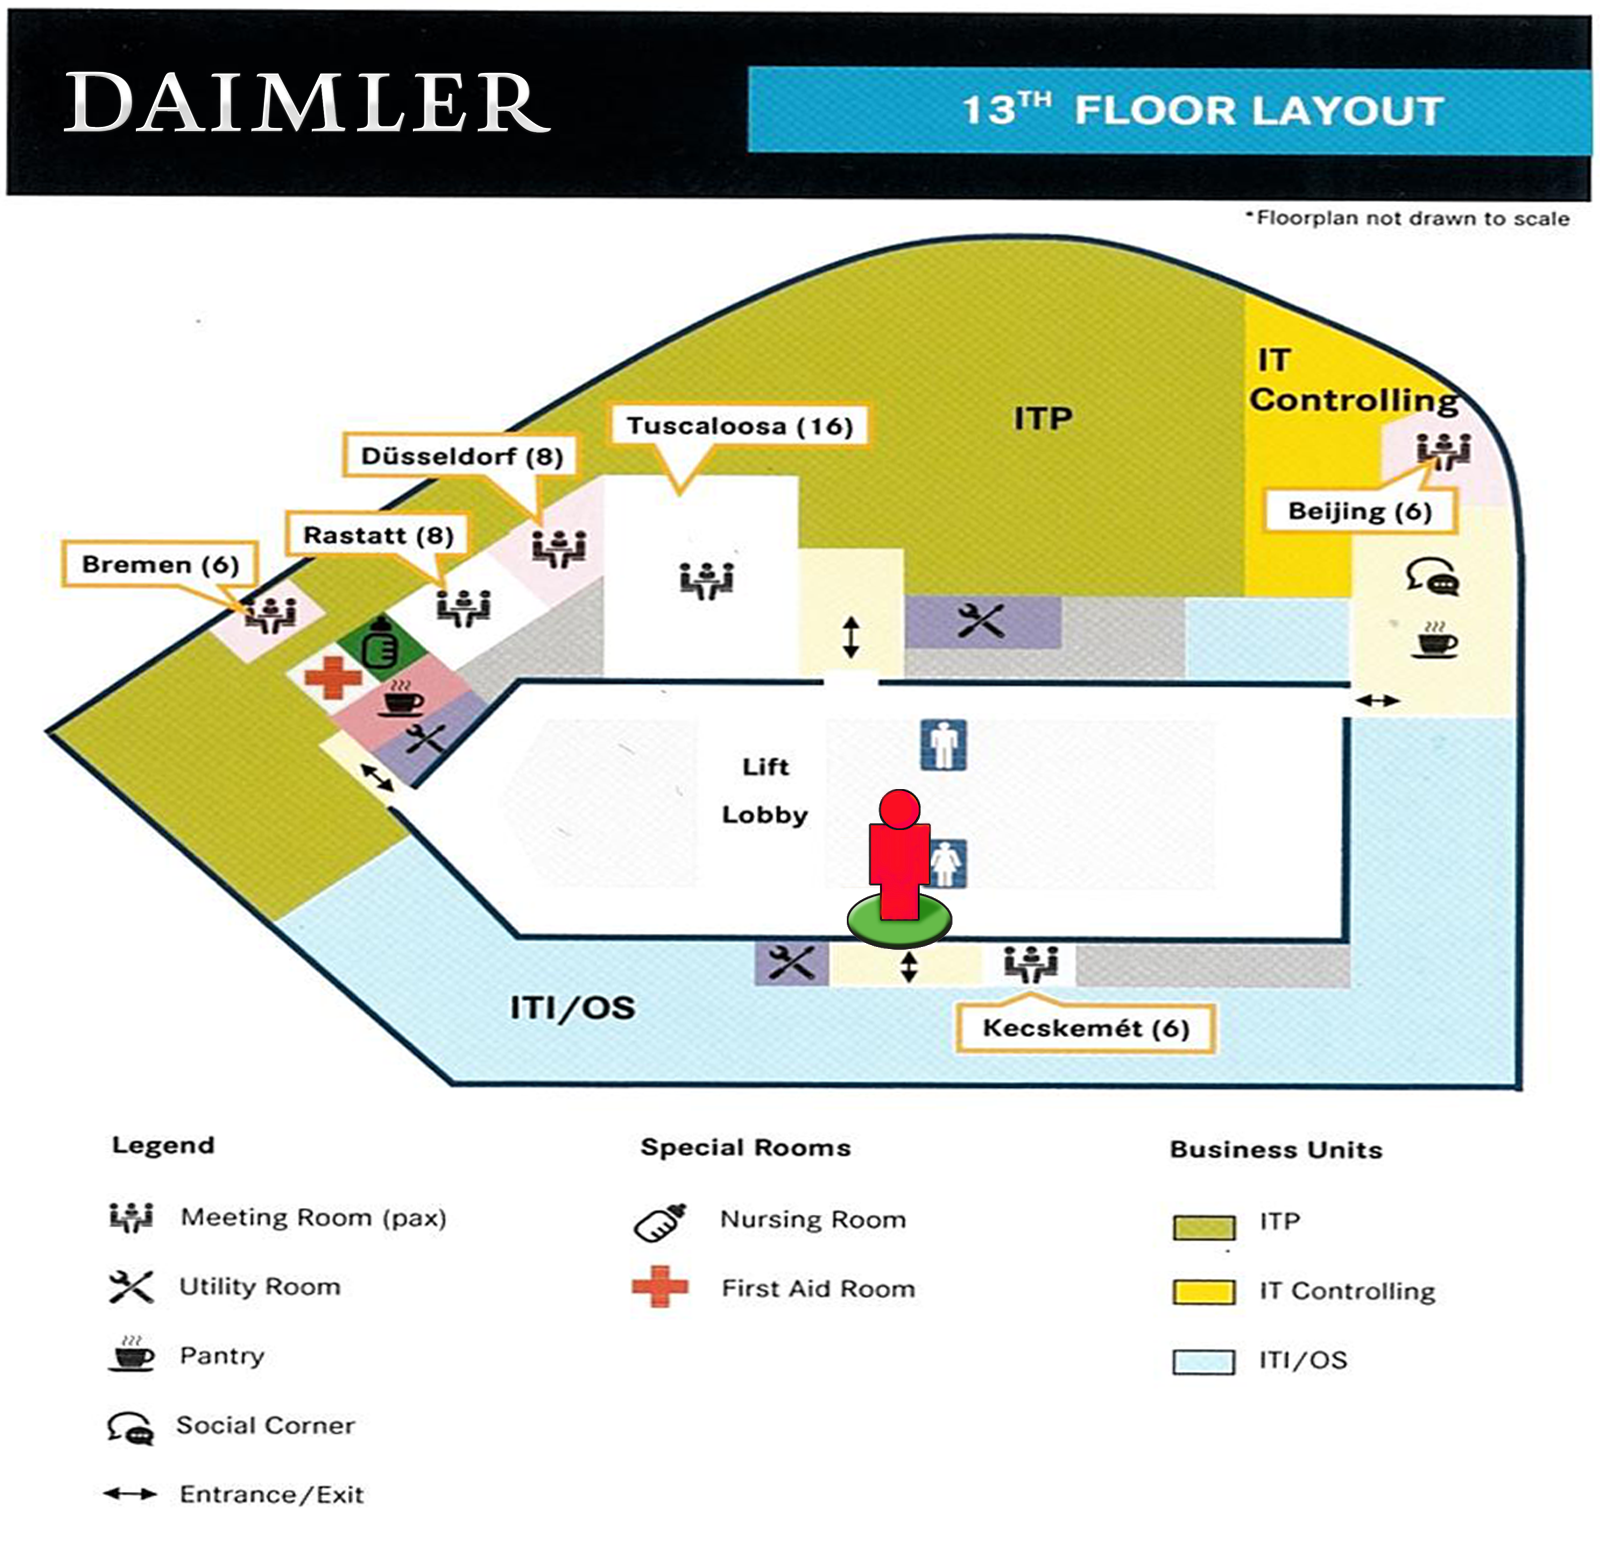 DAIMLER
13TH FLOOR LAYOUT
*Floorplan not drawn to scale
IT
Controlling
ITP
Tuscaloosa (16)
Düsseldorf (8)
Rastatt (8)
Bremen (6)
Beijing (6)
Lift
Lobby
ITI/OS
Kecskemét (6)
Legend
Meeting Room (pax)
Utility Room
Pantry
Social Corner
Entrance/Exit
Special Rooms
Nursing Room
First Aid Room
Business Units
ITP
IT Controlling
ITI/OS